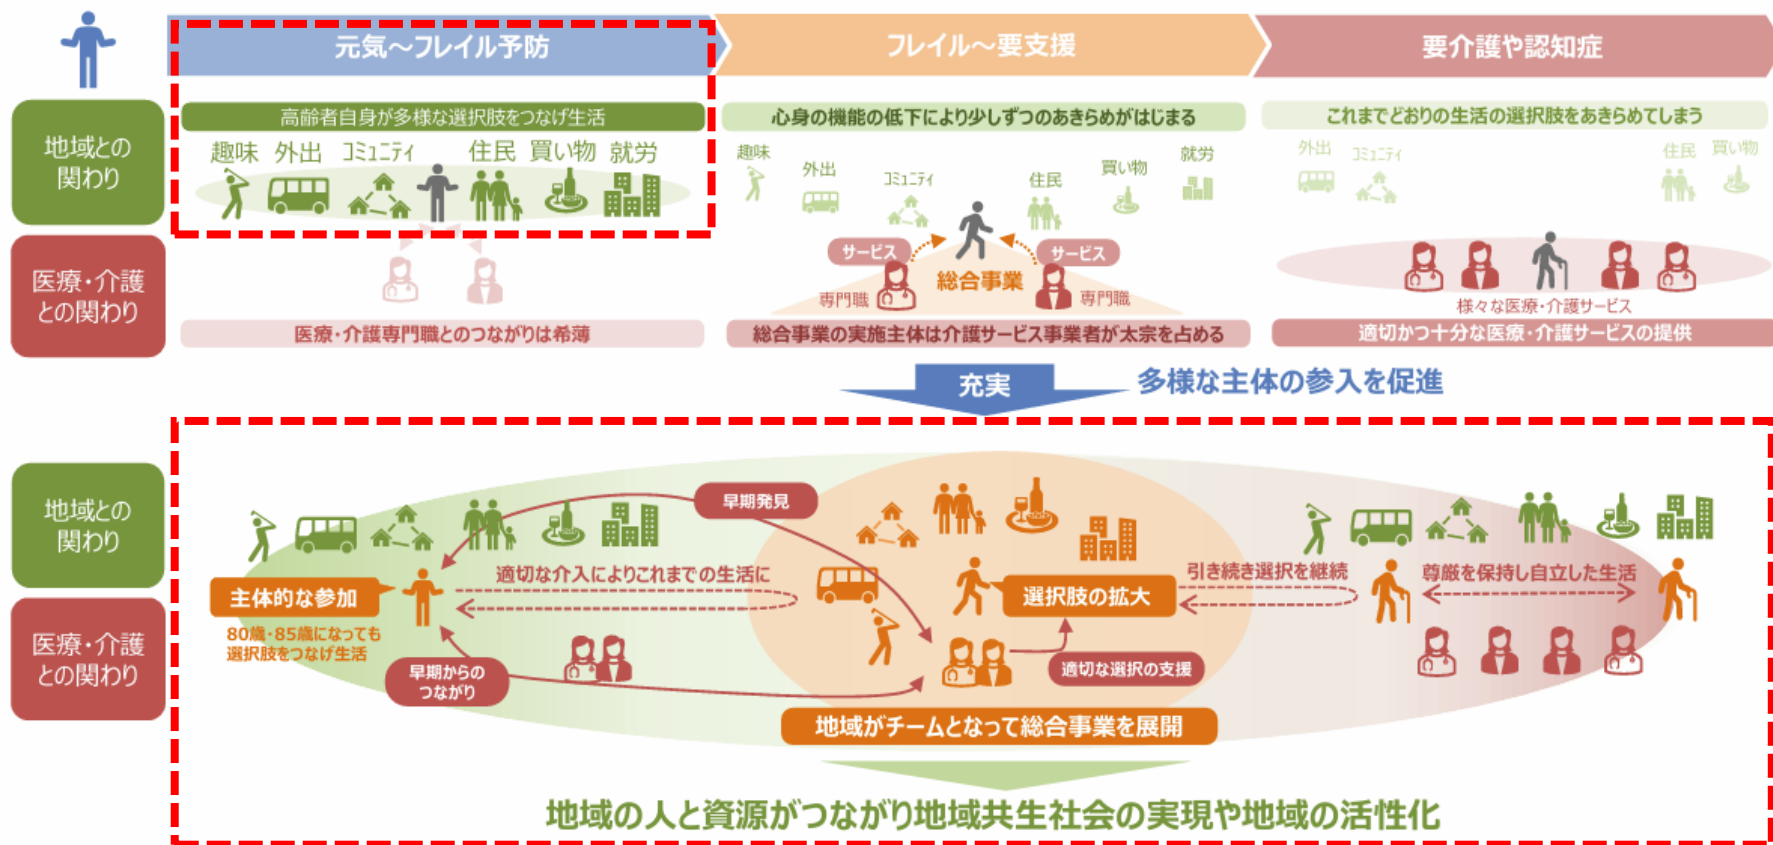 元気～フレイル予防
フレイル～要支援
要介護や認知症
地域との
関わり
高齢者自身が多様な選択肢をつなげ生活
趣味 外出 コミュニティ 住民 買い物 就労
心身の機能の低下により少しずつのあきらめがはじまる
趣味
外出
コミュニティ
住民
買い物
就労
これまでどおりの生活の選択肢をあきらめてしまう
外出
コミュニティ
住民
買い物
医療・介護
との関わり
医療・介護専門職とのつながりは希薄
サービス
サービス
総合事業
専門職
専門職
総合事業の実施主体は介護サービス事業者が太宗を占める
様々な医療・介護サービス
適切かつ十分な医療・介護サービスの提供
充実
多様な主体の参入を促進
地域との
関わり
医療・介護
との関わり
早期発見
適切な介入によりこれまでの生活に
主体的な参加
80歳・85歳になっても
選択肢をつなげ生活
早期からの
つながり
選択肢の拡大
適切な選択の支援
引き続き選択を継続
尊厳を保持し自立した生活
地域がチームとなって総合事業を展開
地域の人と資源がつながり地域共生社会の実現や地域の活性化